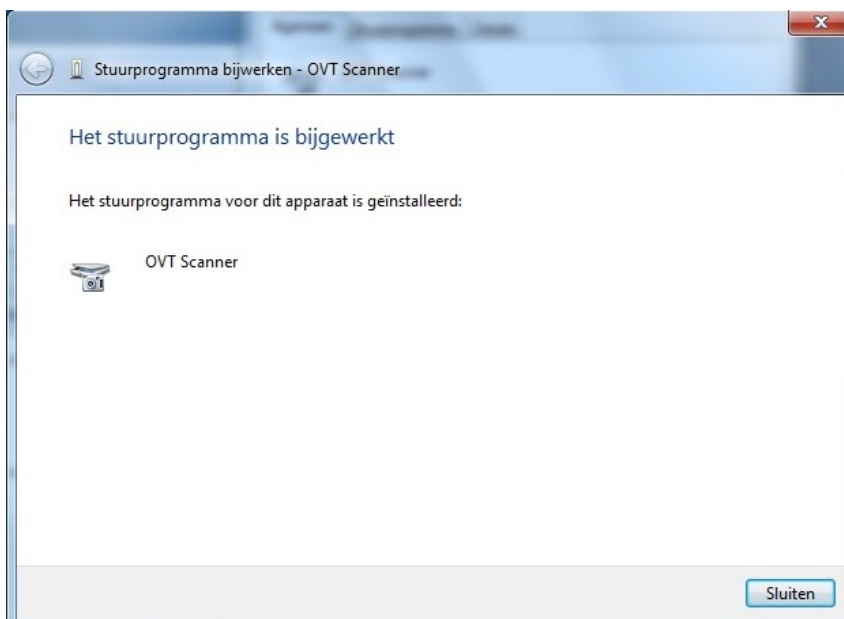 Stuurprogramma bijwerken - OVT Scanner
Het stuurprogramma is bijgewerkt
Het stuurprogramma voor dit apparaat is geïnstalleerd:
OVT Scanner
Sluiten